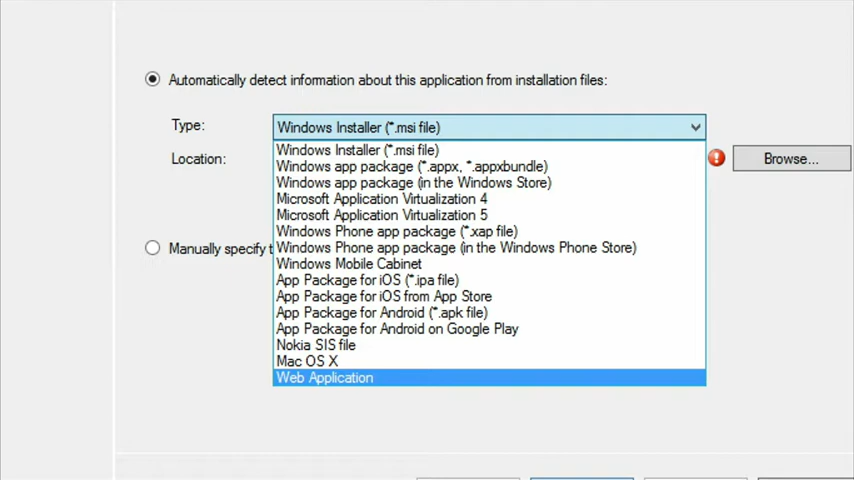 Automatically detect information about this application from installation files:
Type:
Windows Installer (*.msi file)
Location:
Browse...
Windows Installer (*.msi file)
Windows app package (*.appx, *.appxbundle)
Windows app package (in the Windows Store)
Microsoft Application Virtualization 4
Microsoft Application Virtualization 5
Windows Phone app package (*.xap file)
Manually specify t
Windows Phone app package (in the Windows Phone Store)
Windows Mobile Cabinet
App Package for iOS (*.ipa file)
App Package for iOS from App Store
App Package for Android (*.apk file)
App Package for Android on Google Play
Nokia SIS file
Mac OS X
Web Application